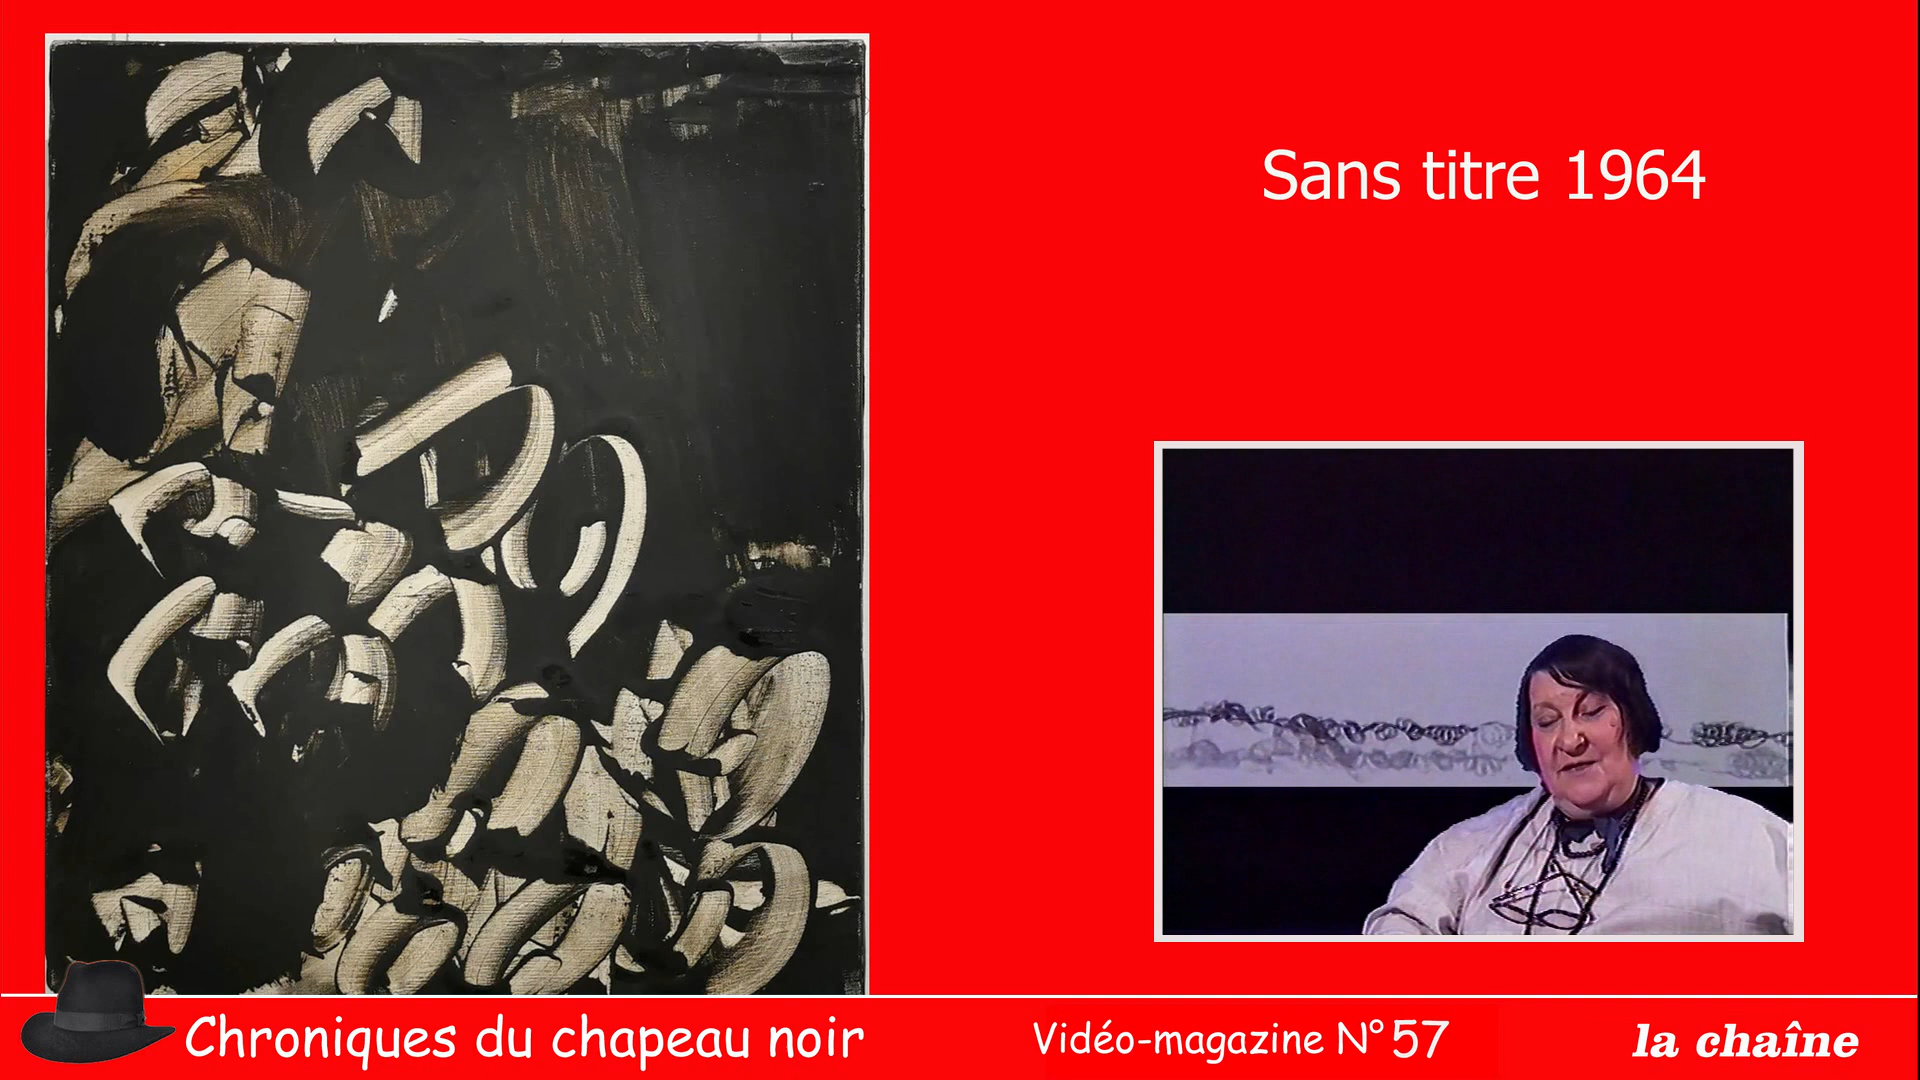 Sans titre 1964
Chroniques du chapeau noir
Vidéo-magazine N°57
la chaîne